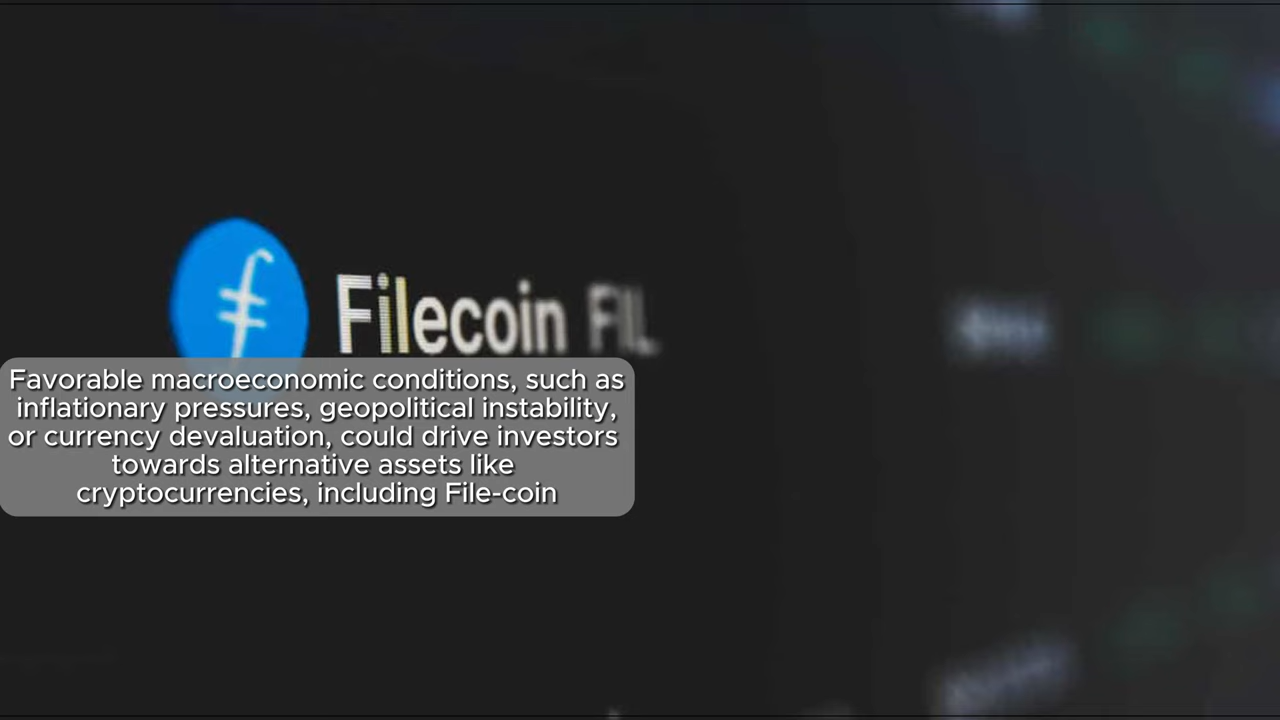 Filecoin FIL
Favorable macroeconomic conditions, such as
inflationary pressures, geopolitical instability,
or currency devaluation, could drive investors
towards alternative assets like
cryptocurrencies, including File-coin